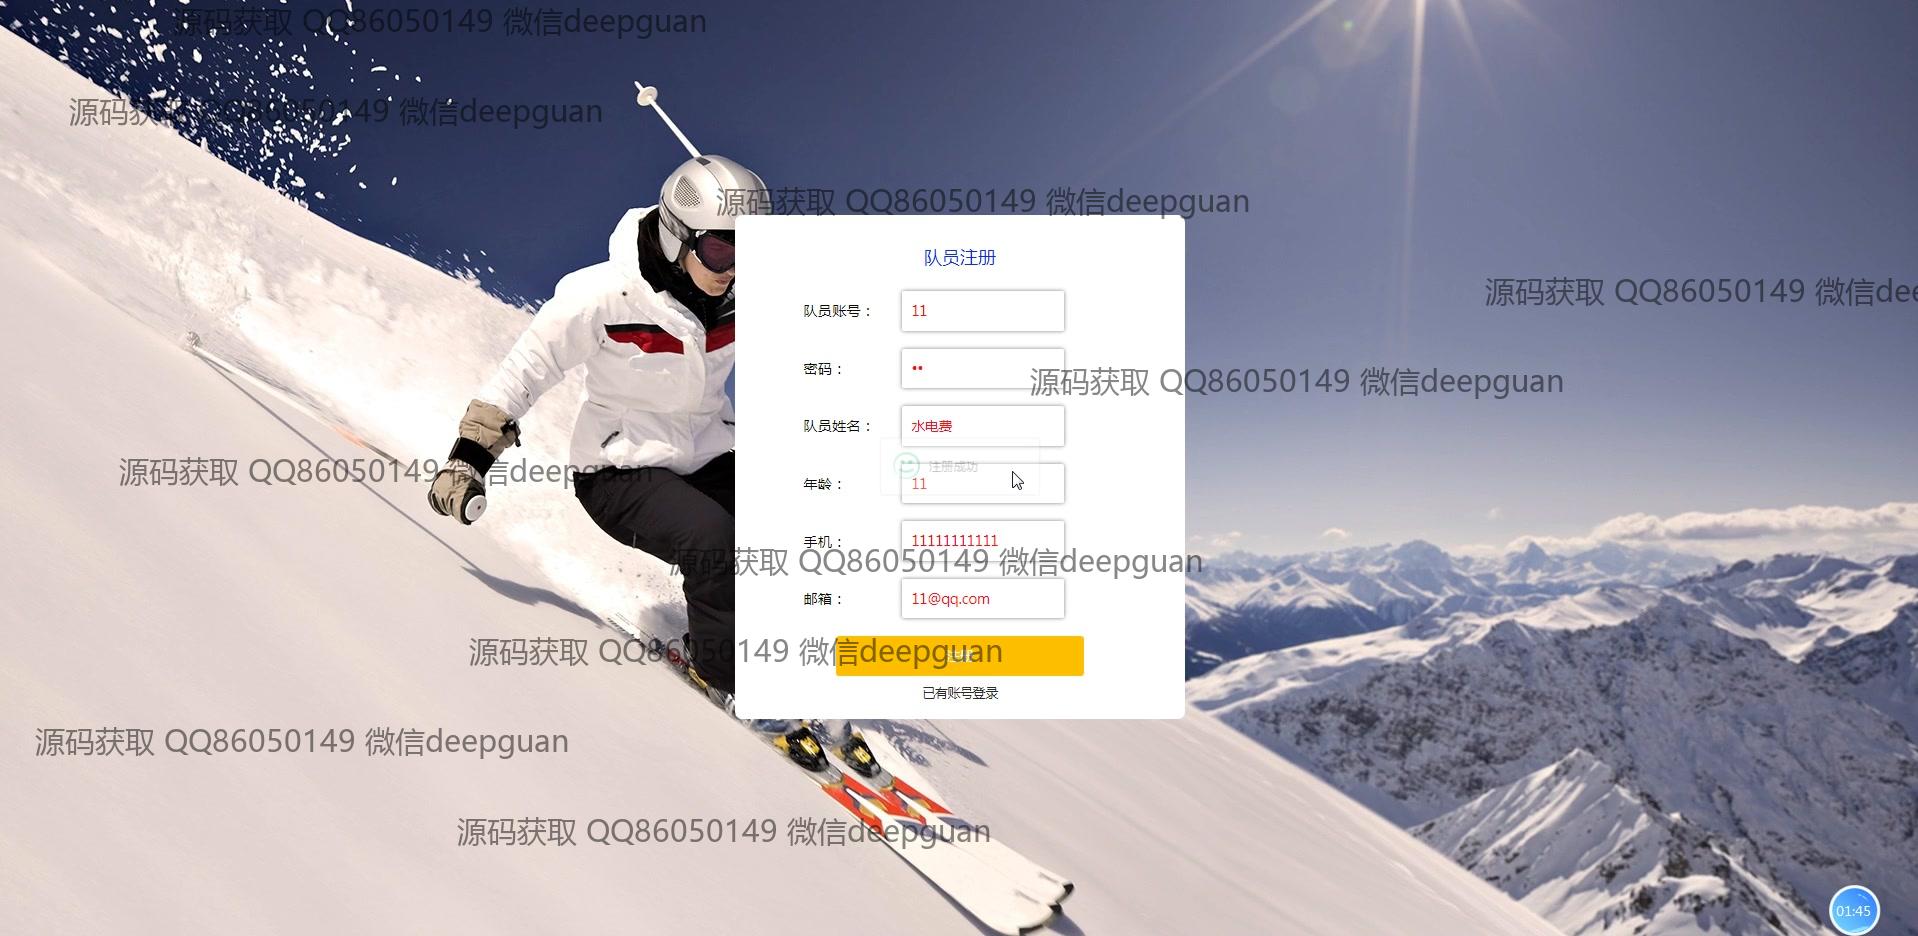 源码获取 QQ86050149 微信deepguan
源码获取 QQ86050149 微信deepguan
源码获取 QQ86050149 微信deepguan
队员注册
源码获取 QQ86050149 微信dee
队员账号：
11
密码：
••
源码获取 QQ86050149 微信deepguan
队员姓名：
水电费
注册成功
源码获取 QQ86050149 微信deepguan
年龄：
11
手机：
11111111111
源码获取 QQ86050149 微信deepguan
邮箱：
11@qq.com
源码获取 QQ86050149 微信deepguan
注册
已有账号登录
源码获取 QQ86050149 微信deepguan
源码获取 QQ86050149 微信deepguan
01:45